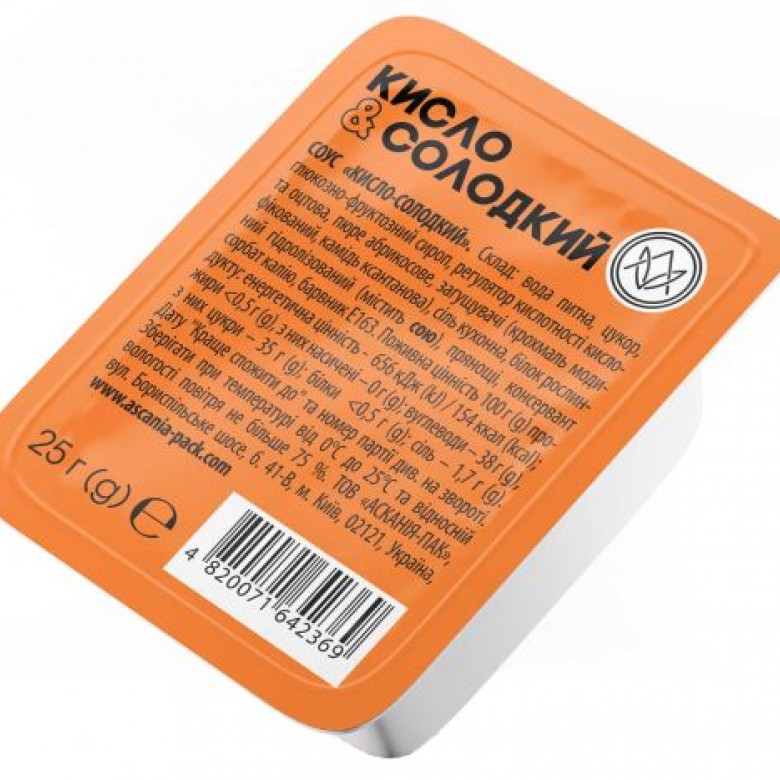 КИСЛО
& СОЛОДКИЙ
СОУС «КИСЛО-СОЛОДКИЙ». Склад: вода питна, цукор,
глюкозно-фруктозний сироп, регулятор кислотності кисло-
та оцтова, пюре абрикосове, загущувачі (крохмаль моди-
фікований, камідь ксантанова), сіль кухонна, білок рослин-
ний гідролізований (містить сою), прянощі, консервант
сорбат калію, барвник Е163. Поживна цінність 100 г (g) про-
дукту: енергетична цінність - 656 кДж (kJ) / 154 ккал (kcal);
жири <0,5 г (g), з них насичені – 0 г (g); вуглеводи – 38 г (g),
з них цукри – 35 г (g); білки <0,5 г (g); сіль – 1,7 г (g).
Дату "Краще спожити до" та номер партії див. на звороті.
Зберігати при температурі від 0°С до 25°С та відносній
вологості повітря не більше 75 %. ТОВ «АСКАНІЯ-ПАК»,
вул. Бориспільське шосе, б. 41-В, м. Київ, 02121, Україна,
www.ascania-pack.com
25 г (g) ℮
4 820071 642369